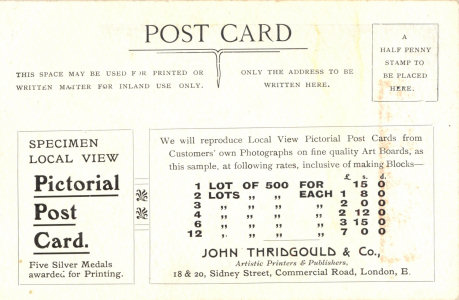 POST CARD
THIS SPACE MAY BE USED FOR PRINTED OR
WRITTEN MATTER FOR INLAND USE ONLY.
ONLY THE ADDRESS TO BE
WRITTEN HERE.
A
HALF PENNY
STAMP TO
BE PLACED
HERE.
SPECIMEN
LOCAL VIEW
Pictorial
Post
Card.
Five Silver Medals
awarded for Printing.
We will reproduce Local View Pictorial Post Cards from
Customers' own Photographs on fine quality Art Boards, as
this sample, at following rates, inclusive of making Blocks—
£ s. d.
1 LOT OF 500 FOR 15 0
2 LOTS „ „ EACH 1 8 0
3 „ „ „ „ 2 0 0
4 „ „ „ „ 2 12 0
6 „ „ „ „ 3 15 0
12 „ „ „ „ 7 0 0
JOHN THRIDGOULD & Co.,
Artistic Printers & Publishers,
18 & 20, Sidney Street, Commercial Road, London, E.